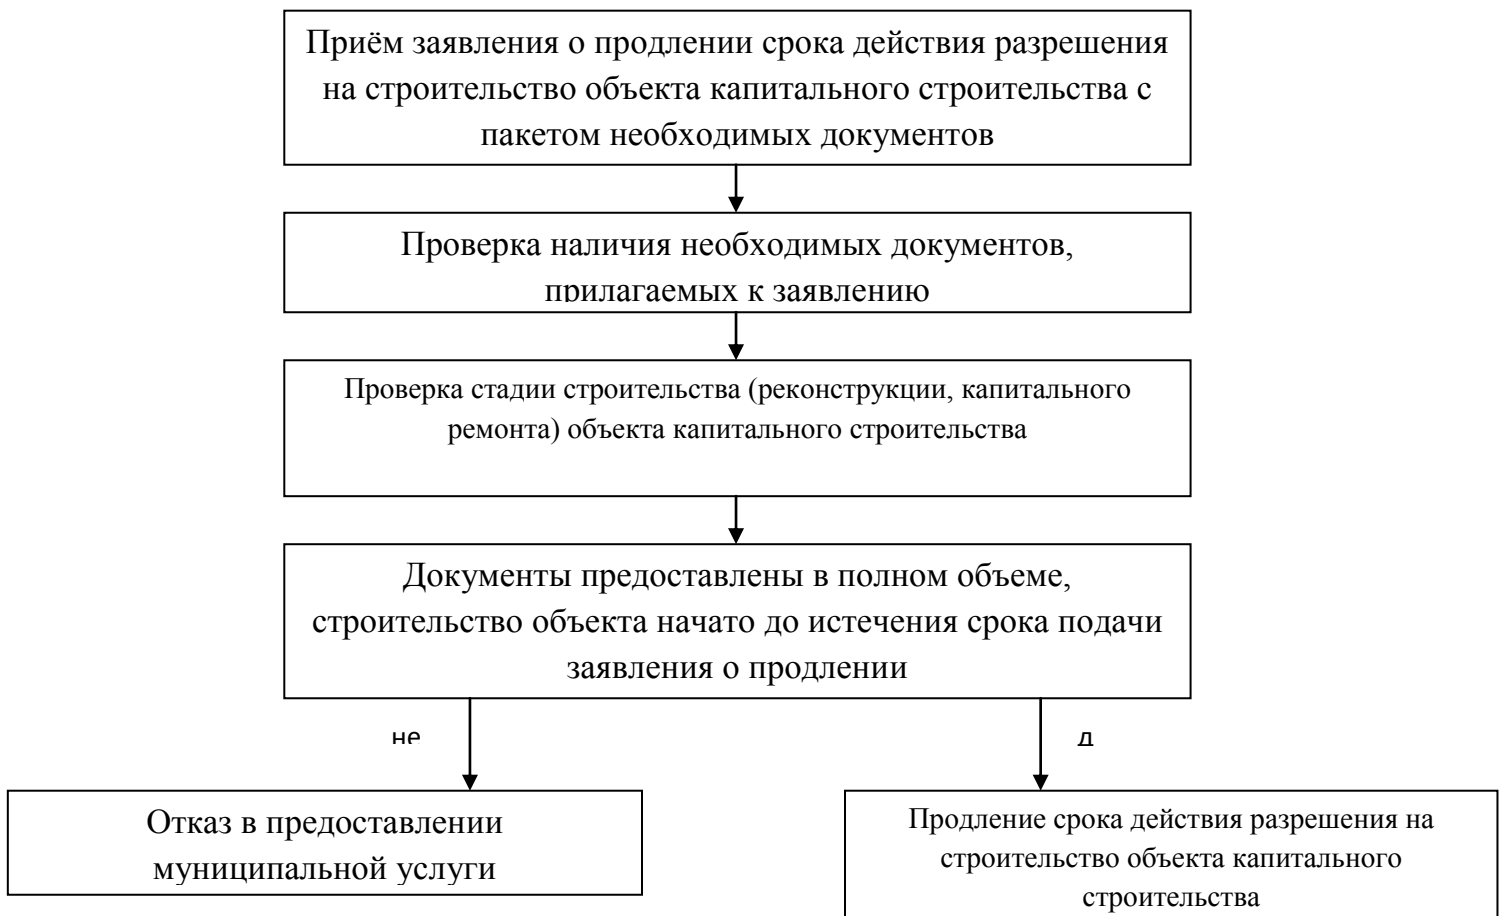 Приём заявления о продлении срока действия разрешения
на строительство объекта капитального строительства с
пакетом необходимых документов
Проверка наличия необходимых документов,
прилагаемых к заявлению
Проверка стадии строительства (реконструкции, капитального
ремонта) объекта капитального строительства
Документы предоставлены в полном объеме,
строительство объекта начато до истечения срока подачи
заявления о продлении
не
д
Отказ в предоставлении
муниципальной услуги
Продление срока действия разрешения на
строительство объекта капитального
строительства